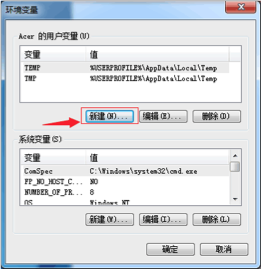 环境变量
Acer 的用户变量(U)
变量 值
TEMP %USERPROFILE%\AppData\Local\Temp
TMP %USERPROFILE%\AppData\Local\Temp
新建(N)... 编辑(E)... 删除(D)
系统变量(S)
变量 值
ComSpec C:\Windows\system32\cmd.exe
FP_NO_HOST_C... NO
NUMBER_OF_PR... 8
OS Windows_NT
新建(W)... 编辑(I)... 删除(L)
确定 取消